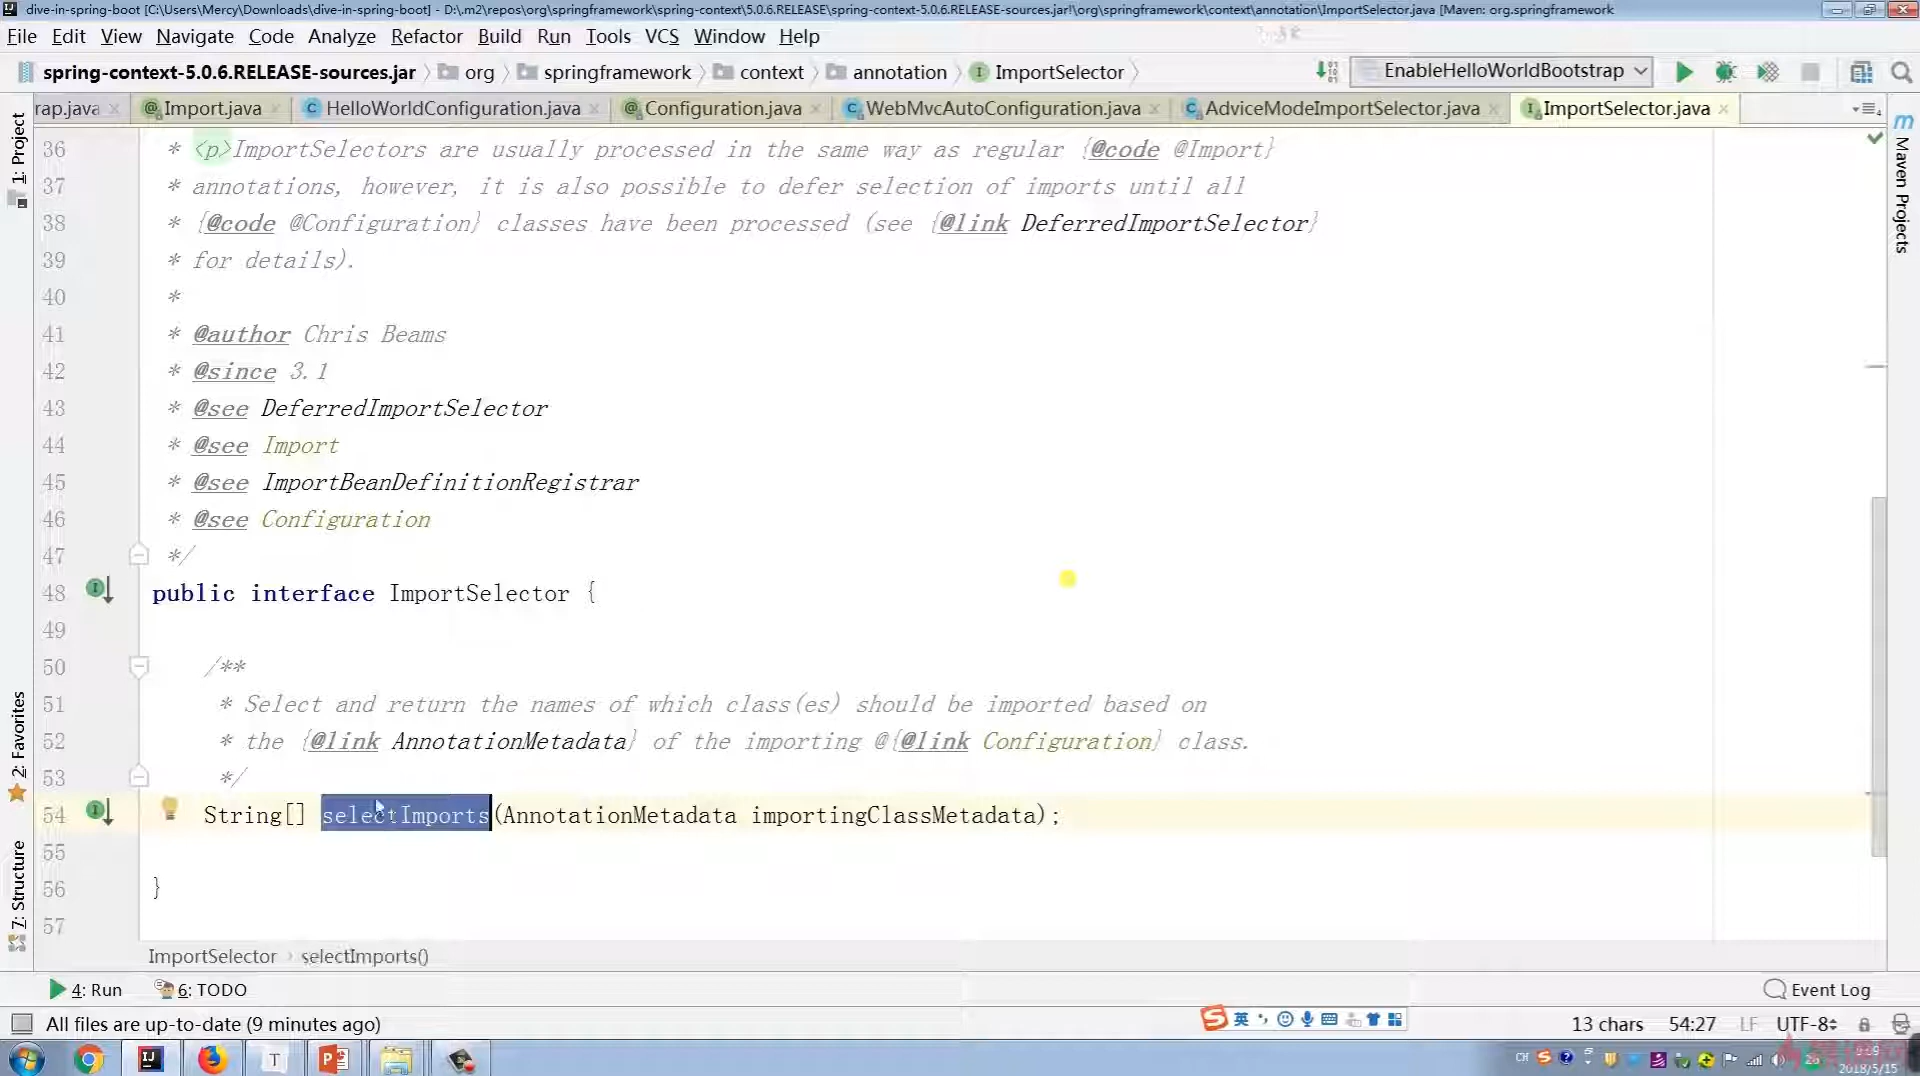 dive-in-spring-boot [C:\Users\Mercy\Downloads\dive-in-spring-boot] - D:\.m2\repos\org\springframework\spring-context\5.0.6.RELEASE\spring-context-5.0.6.RELEASE-sources.jar!\org\springframework\context\annotation\ImportSelector.java [Maven: org.springframework
File Edit View Navigate Code Analyze Refactor Build Run Tools VCS Window Help
spring-context-5.0.6.RELEASE-sources.jar org springframework context annotation ImportSelector EnableHelloWorldBootstrap
rap.java Import.java HelloWorldConfiguration.java Configuration.java WebMvcAutoConfiguration.java AdviceModeImportSelector.java ImportSelector.java
1: Project
2: Favorites
7: Structure
Maven Projects
36 * <p>ImportSelectors are usually processed in the same way as regular {@code @Import}
37 * annotations, however, it is also possible to defer selection of imports until all
38 * {@code @Configuration} classes have been processed (see {@link DeferredImportSelector}
39 * for details).
40 *
41 * @author Chris Beams
42 * @since 3.1
43 * @see DeferredImportSelector
44 * @see Import
45 * @see ImportBeanDefinitionRegistrar
46 * @see Configuration
47 */
48 public interface ImportSelector {
49
50 /**
51 * Select and return the names of which class(es) should be imported based on
52 * the {@link AnnotationMetadata} of the importing @{@link Configuration} class.
53 */
54 String[] selectImports(AnnotationMetadata importingClassMetadata);
55
56 }
57
ImportSelector selectImports()
4: Run 6: TODO Event Log
All files are up-to-date (9 minutes ago) 英 13 chars 54:27 LF UTF-8
CH 2018/5/15